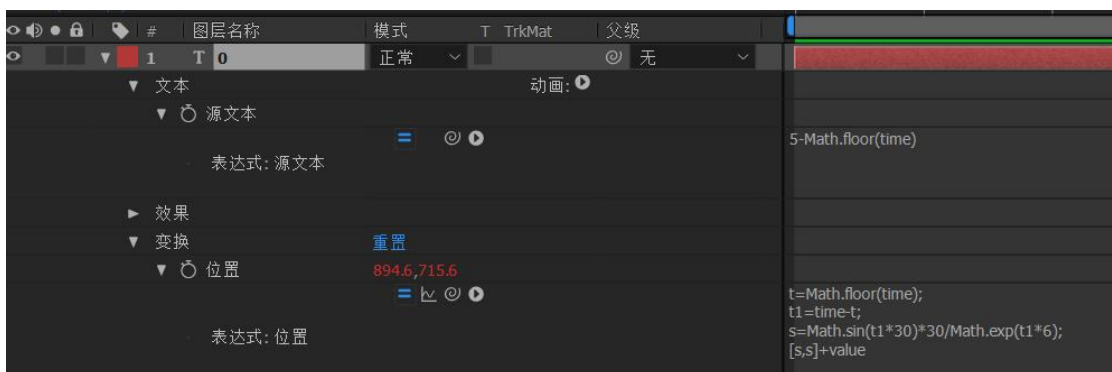 # 图层名称 模式 T TrkMat 父级
1 T 0 正常 无
文本 动画:
源文本
表达式: 源文本 5-Math.floor(time)
效果
变换 重置
位置 894.6,715.6
表达式: 位置
t=Math.floor(time);
t1=time-t;
s=Math.sin(t1*30)*30/Math.exp(t1*6);
[s,s]+value